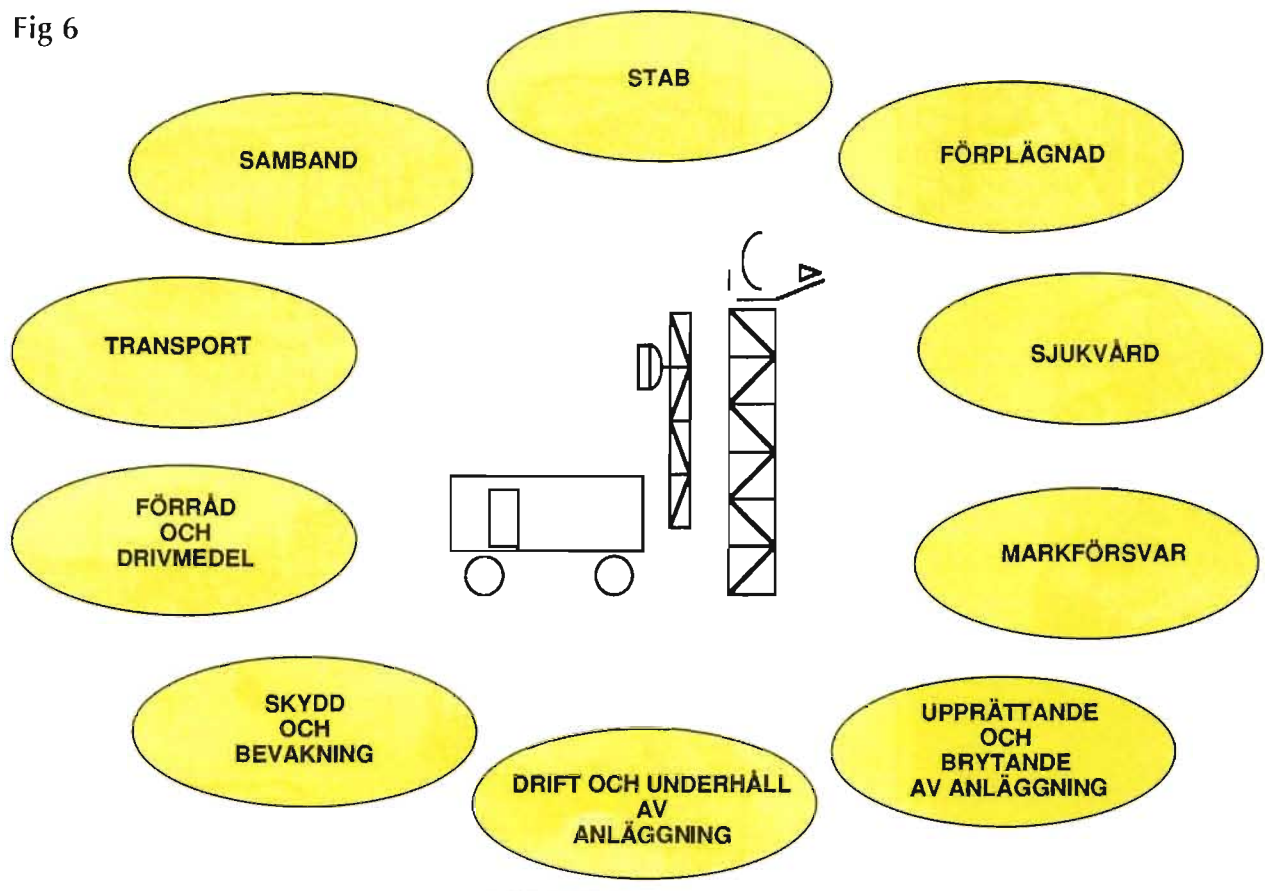 Fig 6
STAB
SAMBAND
FÖRPLÄGNAD
TRANSPORT
SJUKVÅRD
FÖRRÅD
OCH
DRIVMEDEL
MARKFÖRSVAR
SKYDD
OCH
BEVAKNING
UPPRÄTTANDE
OCH
BRYTANDE
AV ANLÄGGNING
DRIFT OCH UNDERHÅLL
AV
ANLÄGGNING